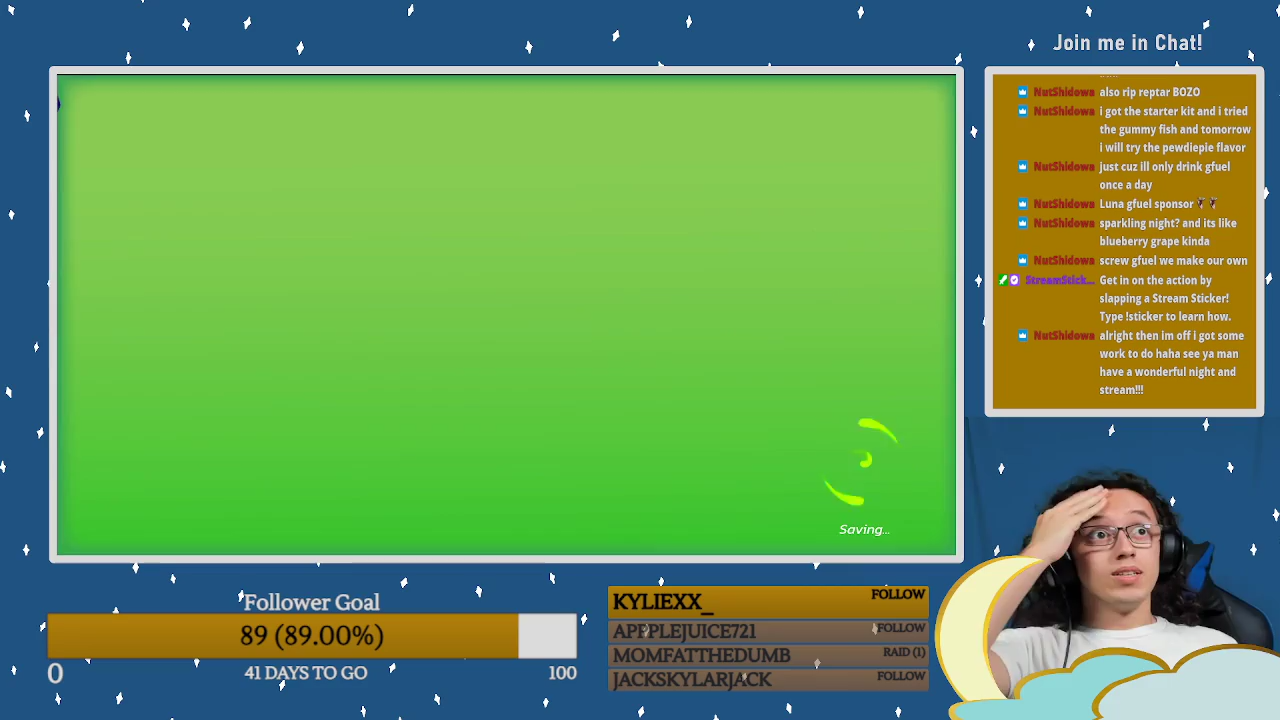 Join me in Chat!
NutShidowa also rip reptar BOZO
NutShidowa i got the starter kit and i tried
the gummy fish and tomorrow
i will try the pewdiepie flavor
NutShidowa just cuz ill only drink gfuel
once a day
NutShidowa Luna gfuel sponsor
NutShidowa sparkling night? and its like
blueberry grape kinda
NutShidowa screw gfuel we make our own
StreamStick... Get in on the action by
slapping a Stream Sticker!
Type !sticker to learn how.
NutShidowa alright then im off i got some
work to do haha see ya man
have a wonderful night and
stream!!!
Saving...
Follower Goal
89 (89.00%)
0 41 DAYS TO GO 100
KYLIEXX_ FOLLOW
APPPLEJUICE721 FOLLOW
MOMFATTHEDUMB RAID (1)
JACKSKYLARJACK FOLLOW